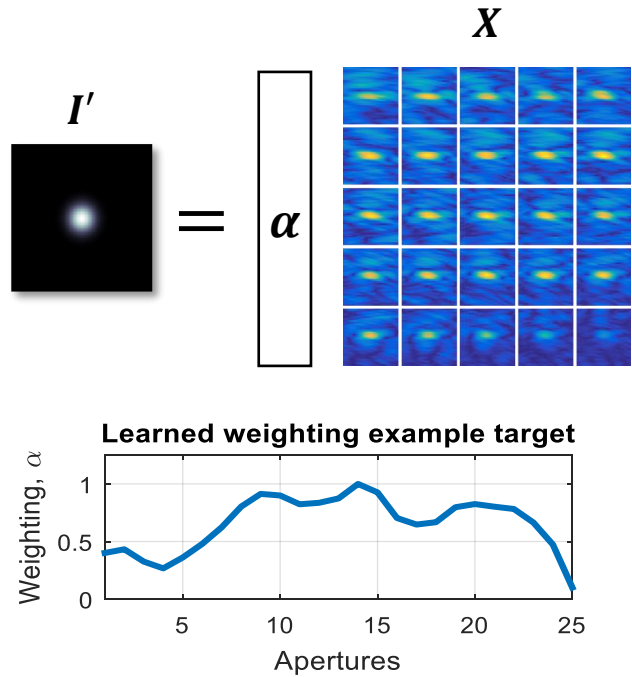 X
I′
=
α
Learned weighting example target
Weighting, α
1
0.5
0
5
10
15
20
25
Apertures